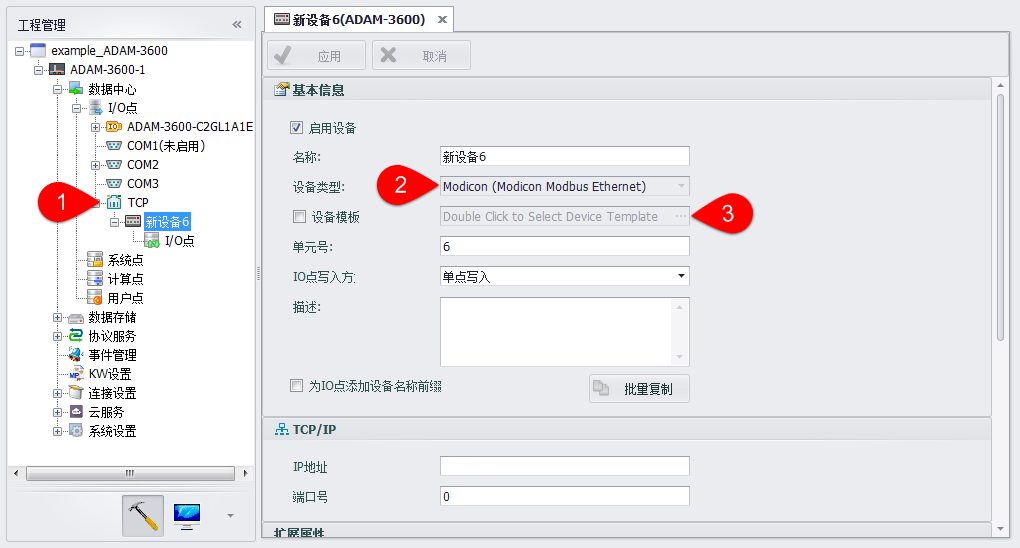 工程管理
example_ADAM-3600
ADAM-3600-1
数据中心
I/O点
ADAM-3600-C2GL1A1E
COM1(未启用)
COM2
COM3
1
TCP
新设备6
I/O点
系统点
计算点
用户点
数据存储
协议服务
事件管理
KW设置
连接设置
云服务
系统设置
新设备6(ADAM-3600)
应用
取消
基本信息
启用设备
名称:
新设备6
设备类型:
2
Modicon (Modicon Modbus Ethernet)
设备模板
Double Click to Select Device Template
3
单元号:
6
IO点写入方:
单点写入
描述:
为IO点添加设备名称前缀
批量复制
TCP/IP
IP地址
端口号
0
扩展属性